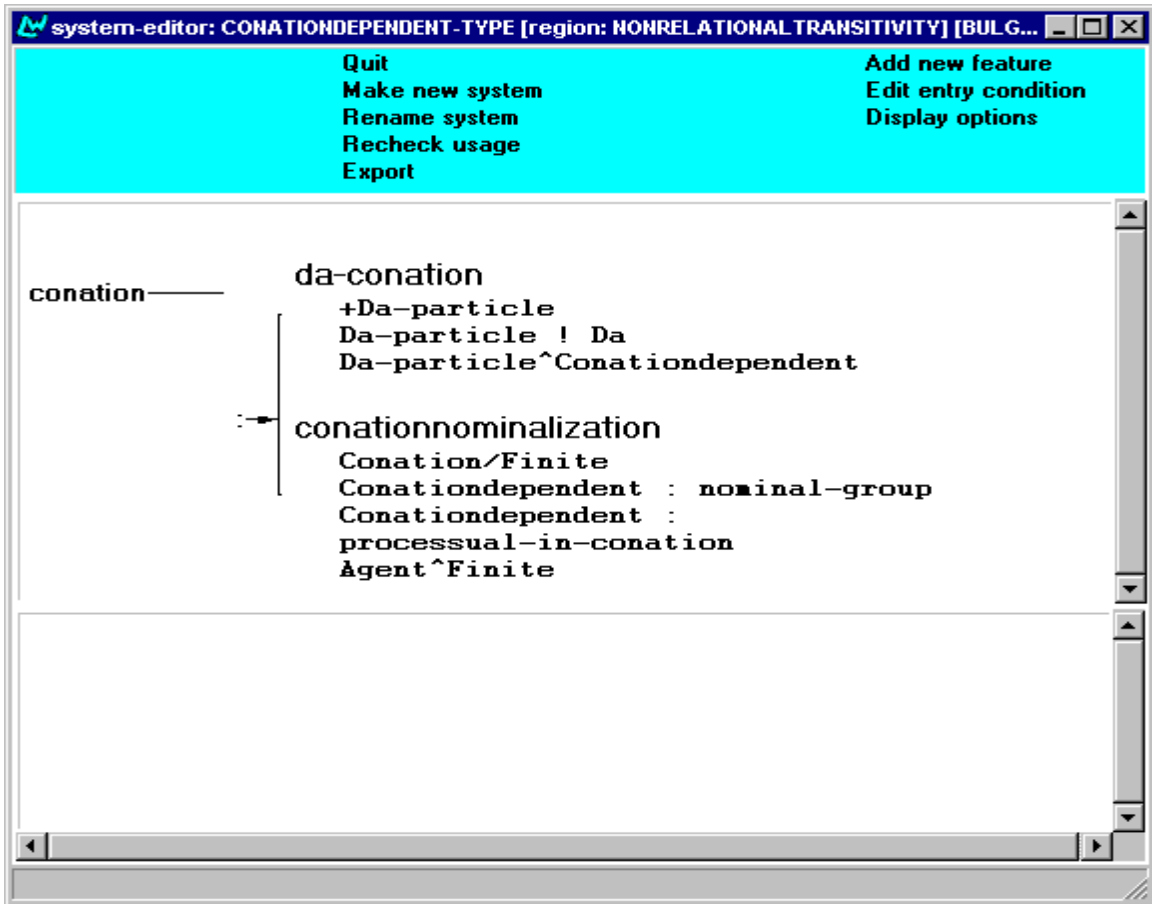 system-editor: CONATIONDEPENDENT-TYPE [region: NONRELATIONALTRANSITIVITY] [BULG...
Quit
Make new system
Rename system
Recheck usage
Export
Add new feature
Edit entry condition
Display options
conation
da-conation
+Da-particle
Da-particle ! Da
Da-particle^Conationdependent
:
conationnominalization
Conation/Finite
Conationdependent : nominal-group
Conationdependent :
processual-in-conation
Agent^Finite